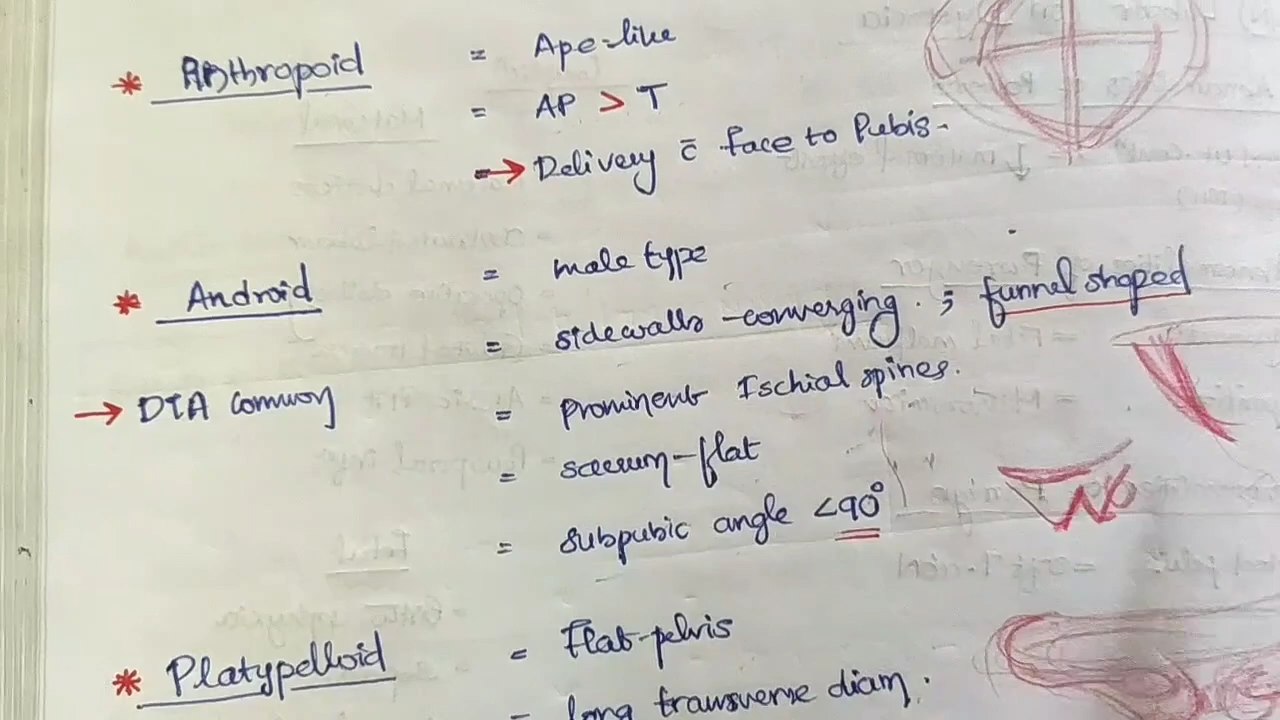 * Anthropoid = Ape-like
= AP > T
→ Delivery c̄ face to Pubis.
* Android = male type
= sidewalls - converging. ; funnel shaped
→ DTA common = prominent Ischial spines.
= sacrum - flat
= subpubic angle <90°
NO
* Platypelloid = Flat-pelvis
= long transverse diam.